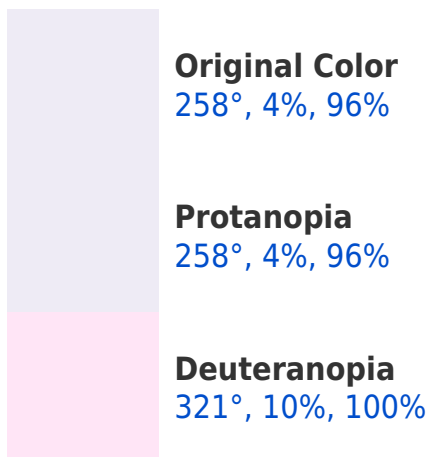 Original Color
258°, 4%, 96%
Protanopia
258°, 4%, 96%
Deuteranopia
321°, 10%, 100%